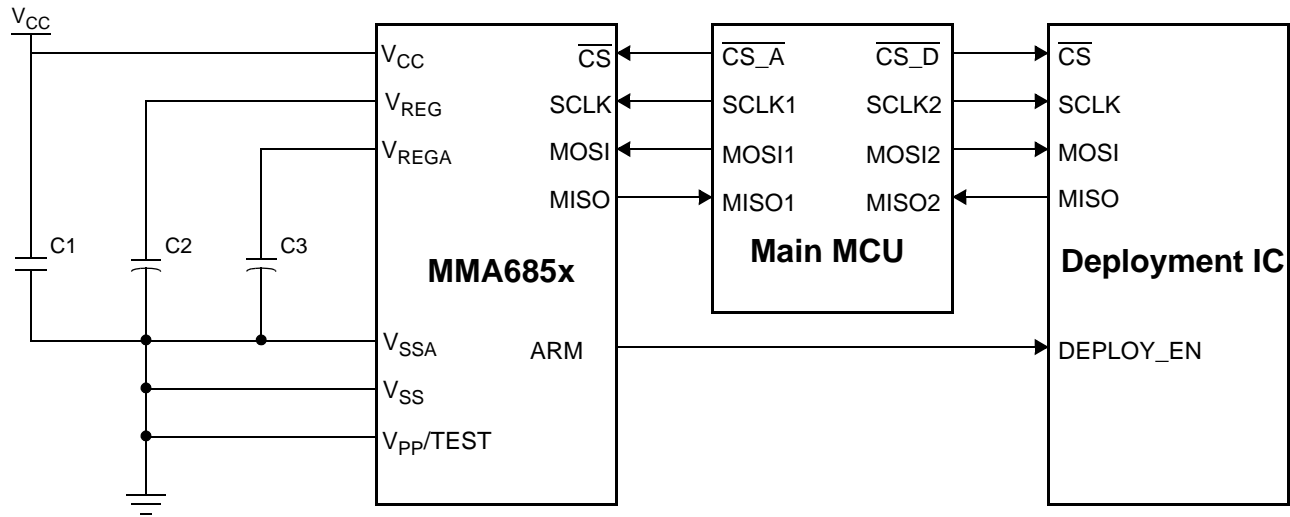 VCC
VCC
VREG
VREGA
C1
C2
C3
VSSA
VSS
VPP/TEST
CS
SCLK
MOSI
MISO
MMA685x
ARM
CS_A
SCLK1
MOSI1
MISO1
CS_D
SCLK2
MOSI2
MISO2
Main MCU
CS
SCLK
MOSI
MISO
Deployment IC
DEPLOY_EN